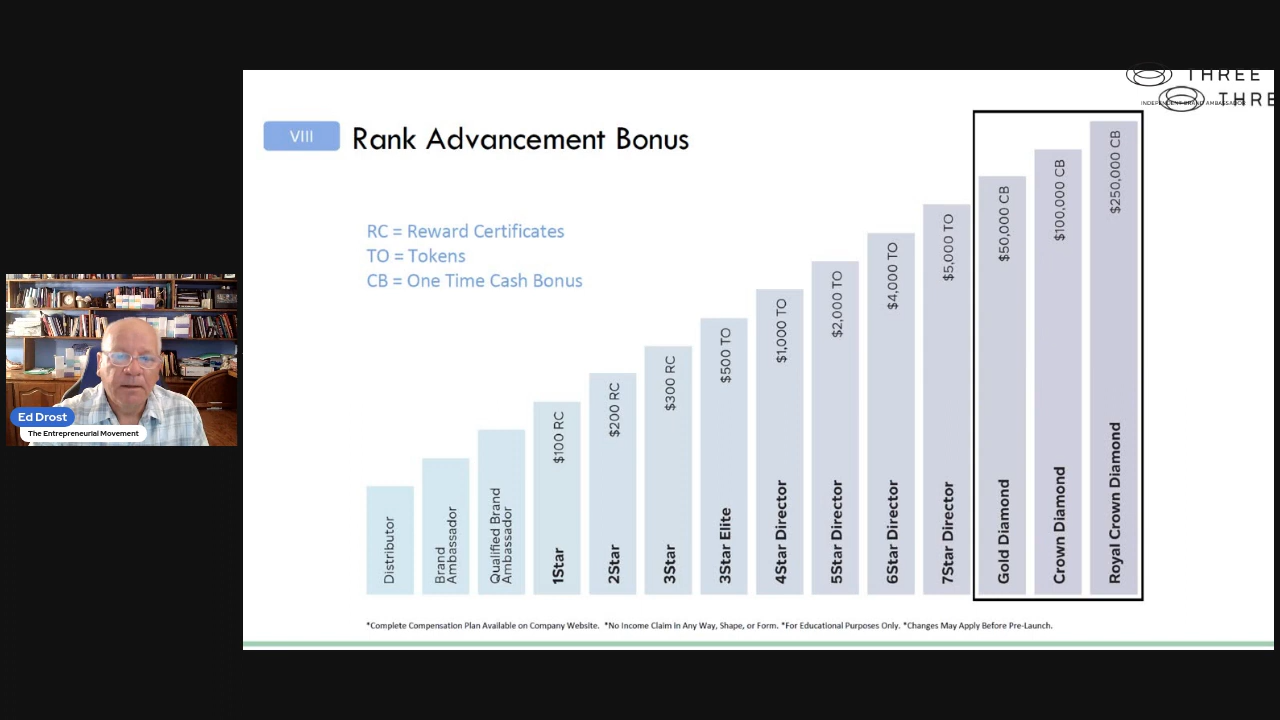 THREE
INDEPENDENT BRAND AMBASSADOR
THRE
VIII
Rank Advancement Bonus
RC = Reward Certificates
TO = Tokens
CB = One Time Cash Bonus
Distributor
Brand
Ambassador
Qualified Brand
Ambassador
1Star
$100 RC
2Star
$200 RC
3Star
$300 RC
3Star Elite
$500 TO
4Star Director
$1,000 TO
5Star Director
$2,000 TO
6Star Director
$4,000 TO
7Star Director
$5,000 TO
Gold Diamond
$50,000 CB
Crown Diamond
$100,000 CB
Royal Crown Diamond
$250,000 CB
*Complete Compensation Plan Available on Company Website. *No Income Claim in Any Way, Shape, or Form. *For Educational Purposes Only. *Changes May Apply Before Pre-Launch.
Ed Drost
The Entrepreneurial Movement